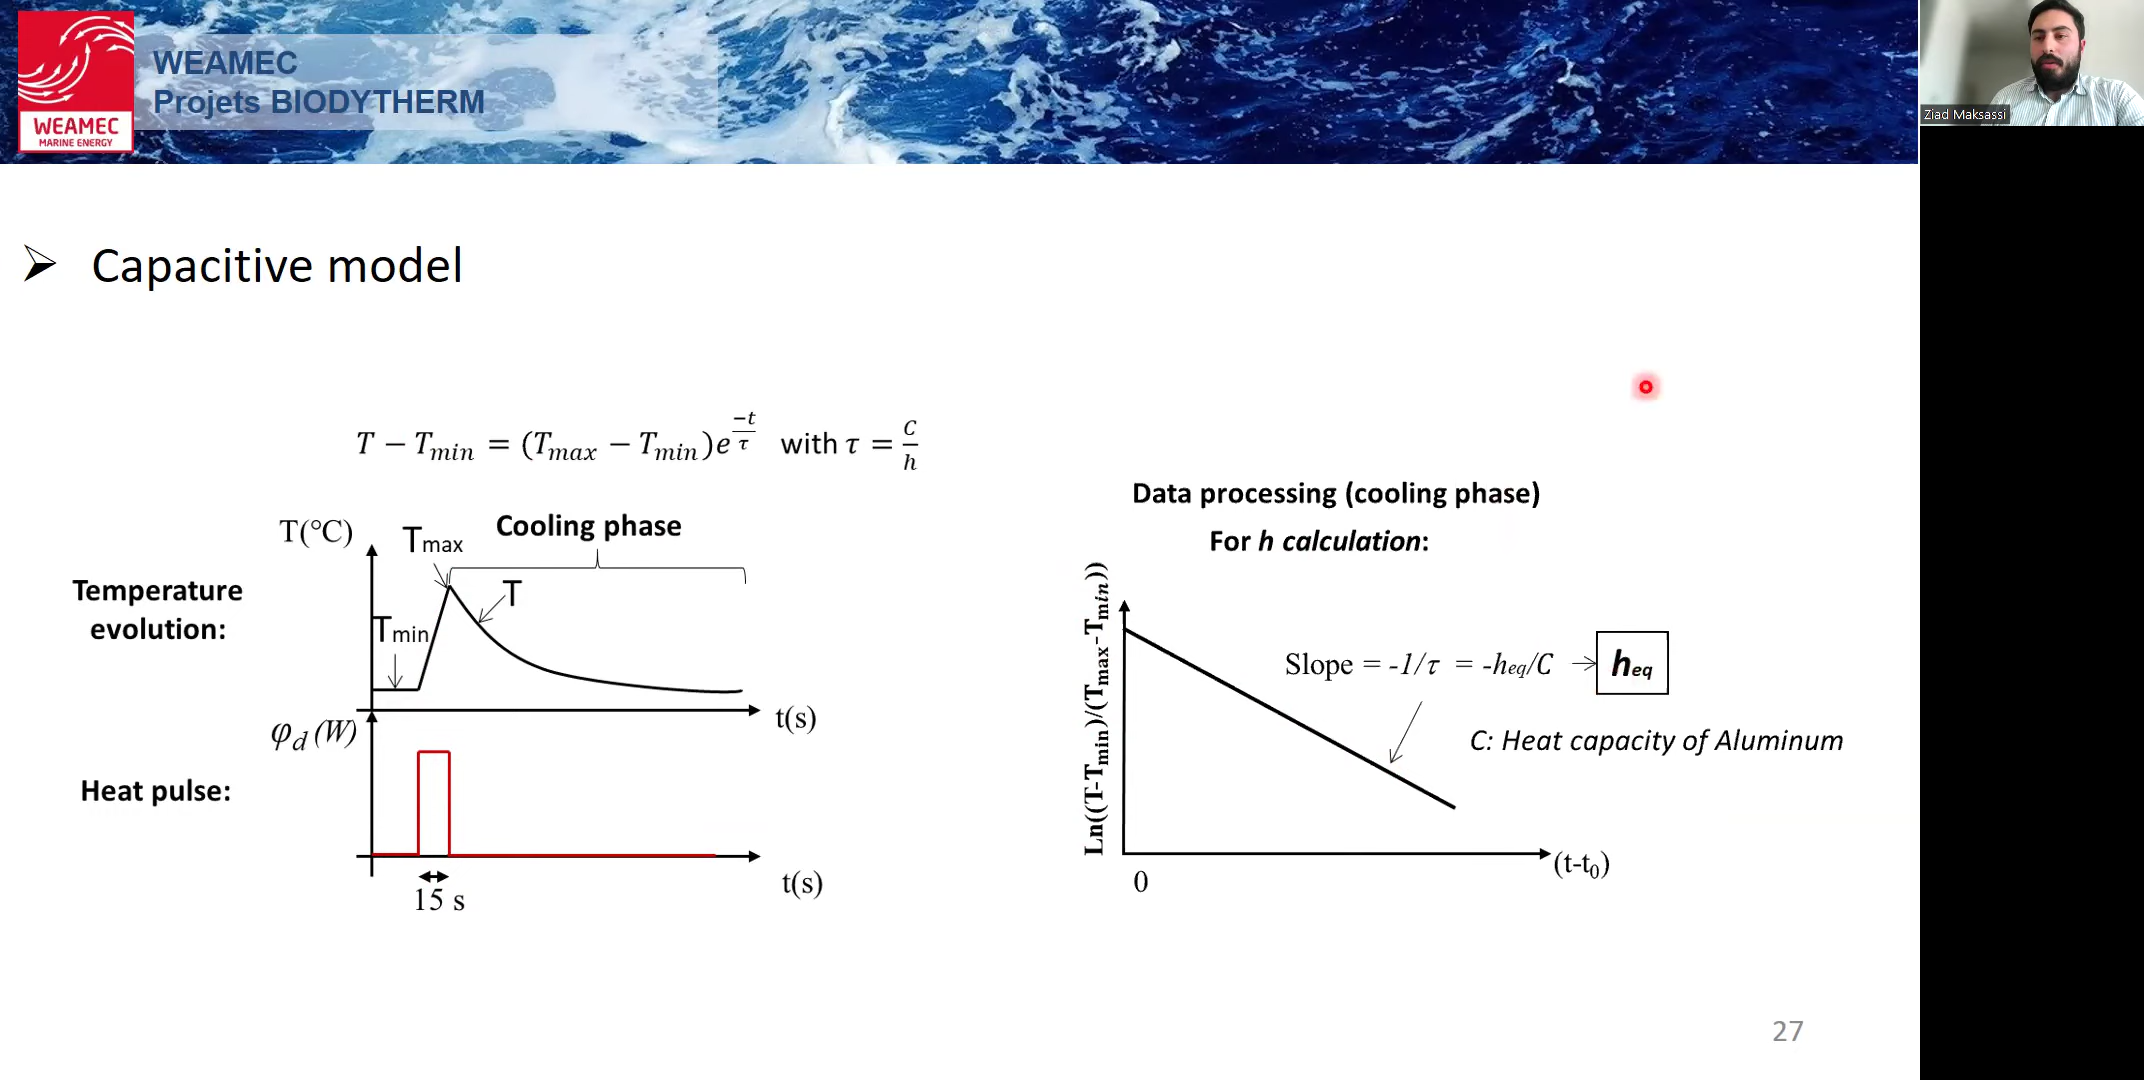 WEAMEC
Projets BIODYTHERM
WEAMEC
MARINE ENERGY
Ziad Maksassi
Capacitive model
T − Tmin = (Tmax − Tmin)e^(−t/τ) with τ = C/h
T(°C)
Tmax
Cooling phase
T
Temperature
evolution:
Tmin
t(s)
φd (W)
Heat pulse:
15 s
t(s)
Data processing (cooling phase)
For h calculation:
Ln((T-Tmin)/(Tmax-Tmin))
Slope = -1/τ = -heq/C
heq
C: Heat capacity of Aluminum
(t-t0)
0
27